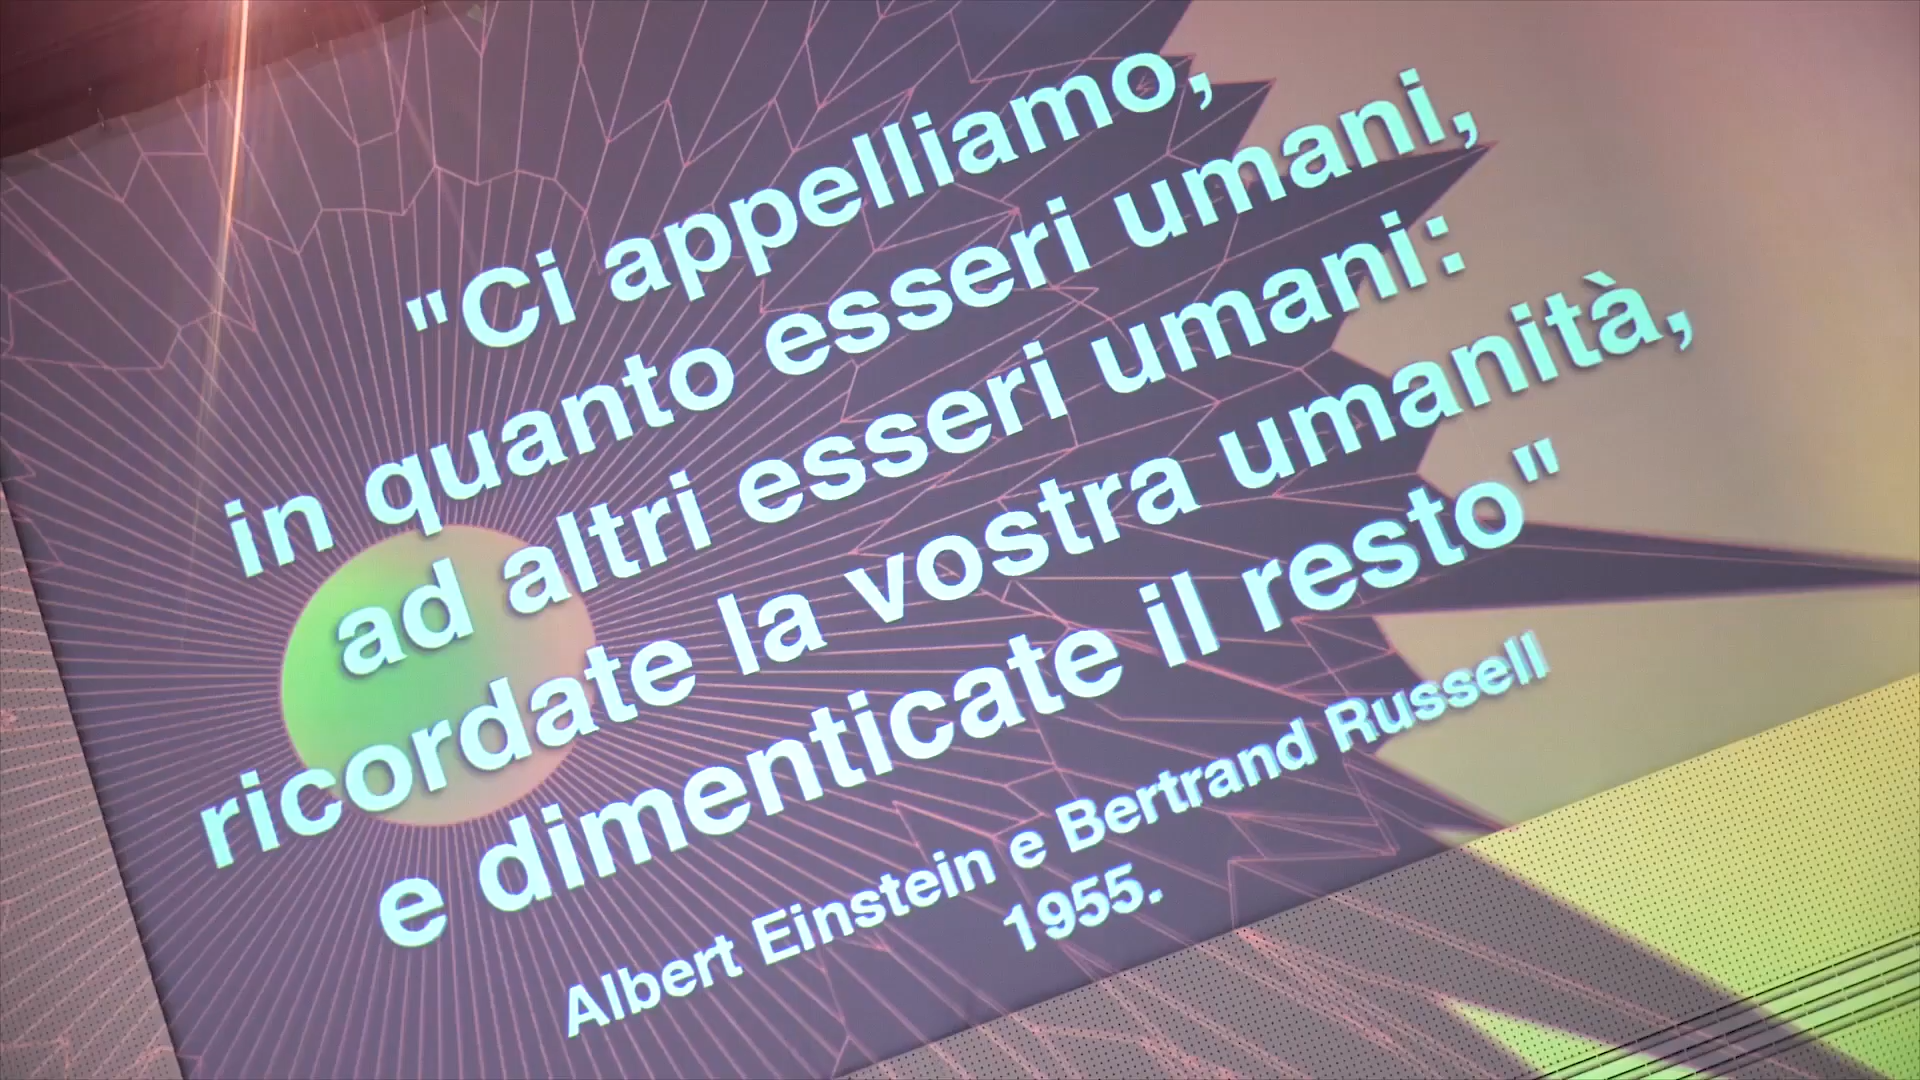 "Ci appelliamo,
in quanto esseri umani,
ad altri esseri umani:
ricordate la vostra umanità,
e dimenticate il resto"
Albert Einstein e Bertrand Russell
1955.